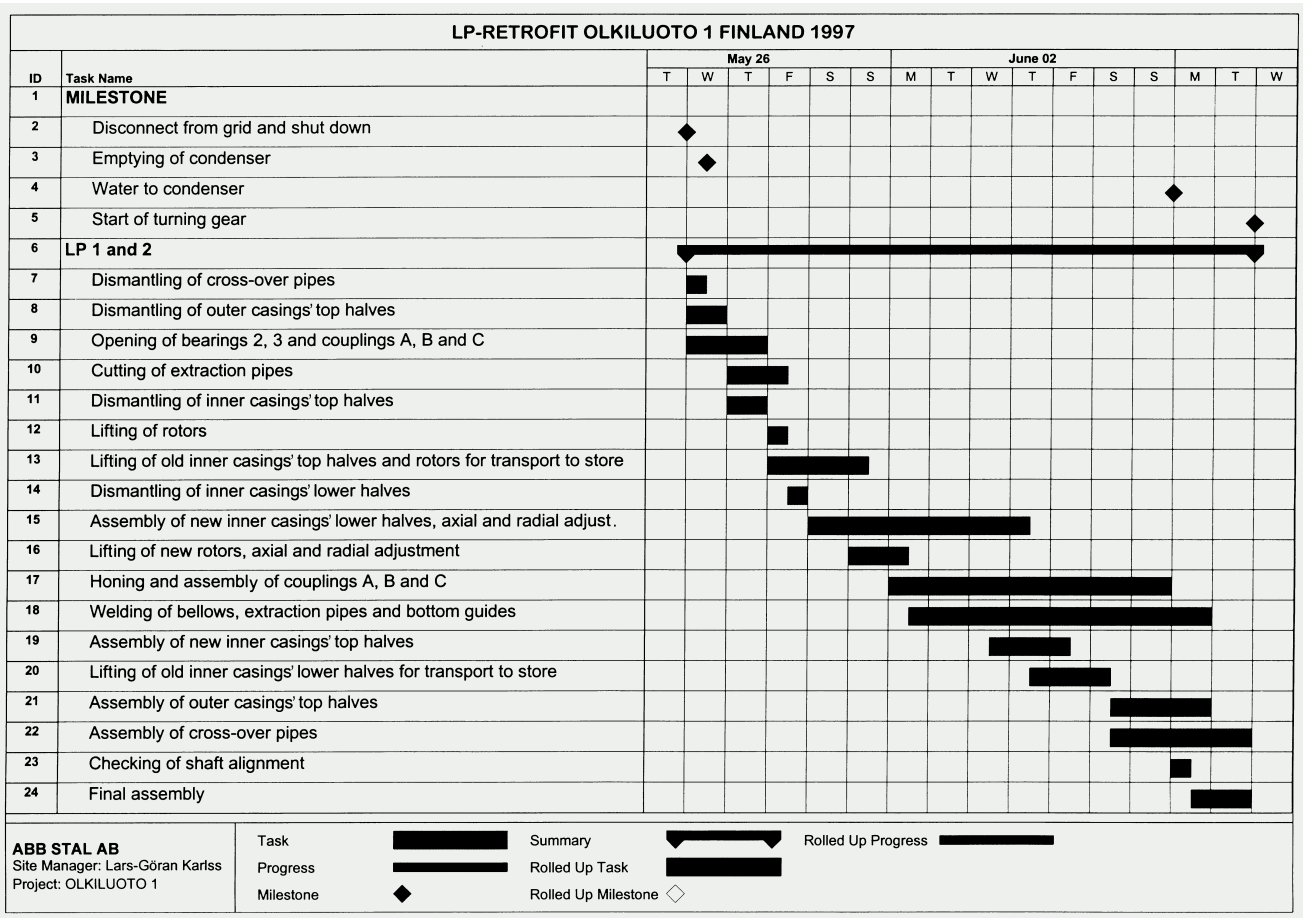 LP-RETROFIT OLKILUOTO 1 FINLAND 1997
May 26 June 02
ID Task Name T W T F S S M T W T F S S M T W
1 MILESTONE
2 Disconnect from grid and shut down
3 Emptying of condenser
4 Water to condenser
5 Start of turning gear
6 LP 1 and 2
7 Dismantling of cross-over pipes
8 Dismantling of outer casings' top halves
9 Opening of bearings 2, 3 and couplings A, B and C
10 Cutting of extraction pipes
11 Dismantling of inner casings' top halves
12 Lifting of rotors
13 Lifting of old inner casings' top halves and rotors for transport to store
14 Dismantling of inner casings' lower halves
15 Assembly of new inner casings' lower halves, axial and radial adjust.
16 Lifting of new rotors, axial and radial adjustment
17 Honing and assembly of couplings A, B and C
18 Welding of bellows, extraction pipes and bottom guides
19 Assembly of new inner casings' top halves
20 Lifting of old inner casings' lower halves for transport to store
21 Assembly of outer casings' top halves
22 Assembly of cross-over pipes
23 Checking of shaft alignment
24 Final assembly
ABB STAL AB
Site Manager: Lars-Göran Karlss
Project: OLKILUOTO 1
Task Summary Rolled Up Progress
Progress Rolled Up Task
Milestone Rolled Up Milestone